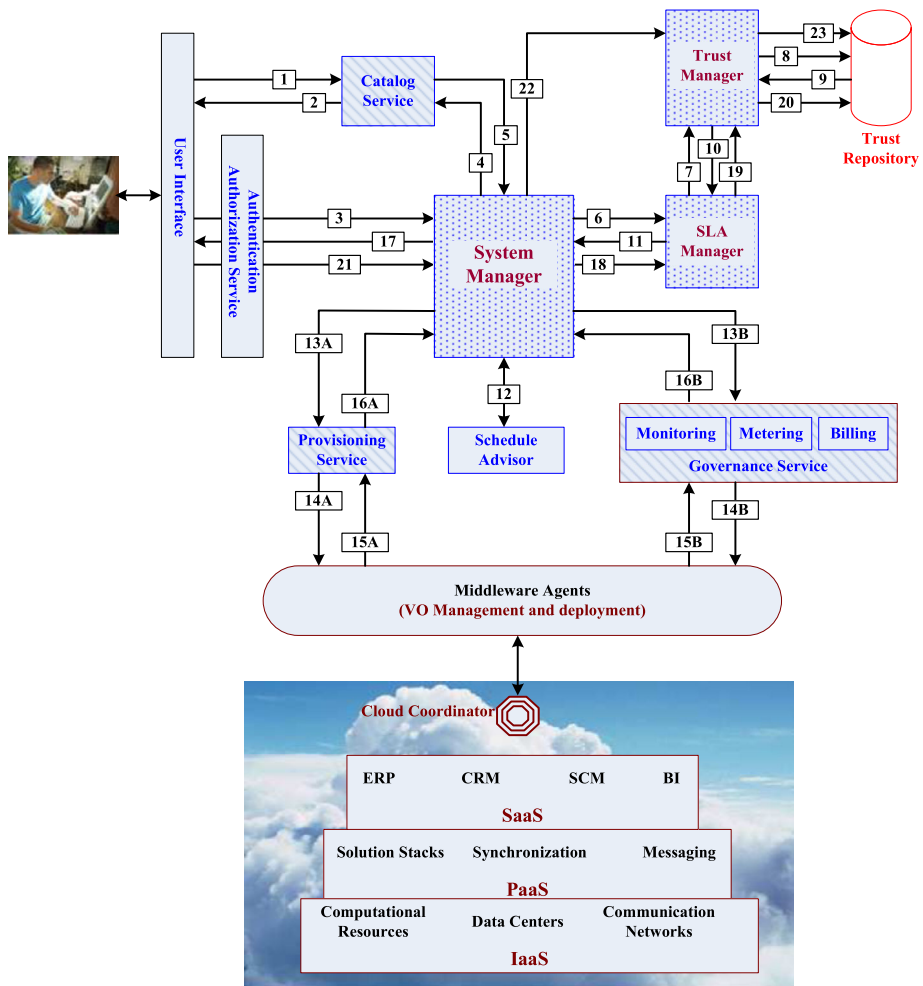 23
Trust
Manager
8
9
20
Trust
Repository
1
Catalog
Service
2
22
5
4
7
10
19
User Interface
Authentication
Authorization Service
3
17
21
System
Manager
6
11
18
SLA
Manager
13A
16A
12
13B
16B
Provisioning
Service
Schedule
Advisor
Monitoring
Metering
Billing
Governance Service
14A
15A
15B
14B
Middleware Agents
(VO Management and deployment)
Cloud Coordinator
ERP CRM SCM BI
SaaS
Solution Stacks Synchronization Messaging
PaaS
Computational
Resources
Data Centers
Communication
Networks
IaaS